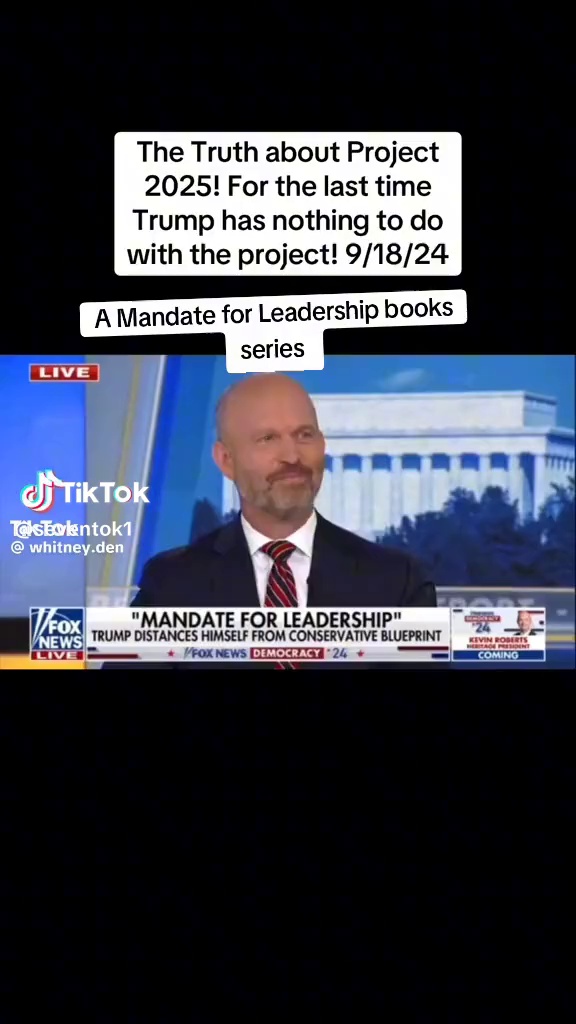 The Truth about Project
2025! For the last time
Trump has nothing to do
with the project! 9/18/24
A Mandate for Leadership books
series
LIVE
TikTok
@seventok1
@ whitney.den
"MANDATE FOR LEADERSHIP"
TRUMP DISTANCES HIMSELF FROM CONSERVATIVE BLUEPRINT
FOX NEWS DEMOCRACY '24
FOX
NEWS
LIVE
DEMOCRACY
'24
KEVIN ROBERTS
HERITAGE PRESIDENT
COMING